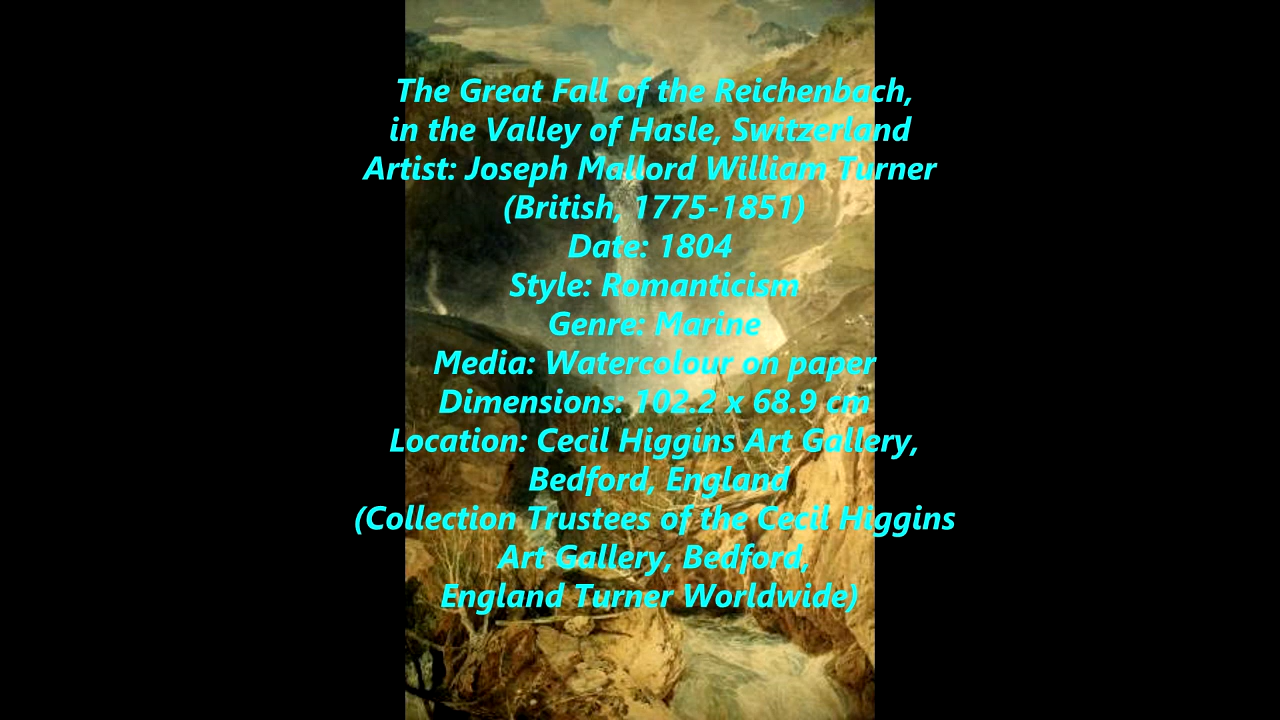 The Great Fall of the Reichenbach,
in the Valley of Hasle, Switzerland
Artist: Joseph Mallord William Turner
(British, 1775-1851)
Date: 1804
Style: Romanticism
Genre: Marine
Media: Watercolour on paper
Dimensions: 102.2 x 68.9 cm
Location: Cecil Higgins Art Gallery,
Bedford, England
(Collection Trustees of the Cecil Higgins
Art Gallery, Bedford,
England Turner Worldwide)